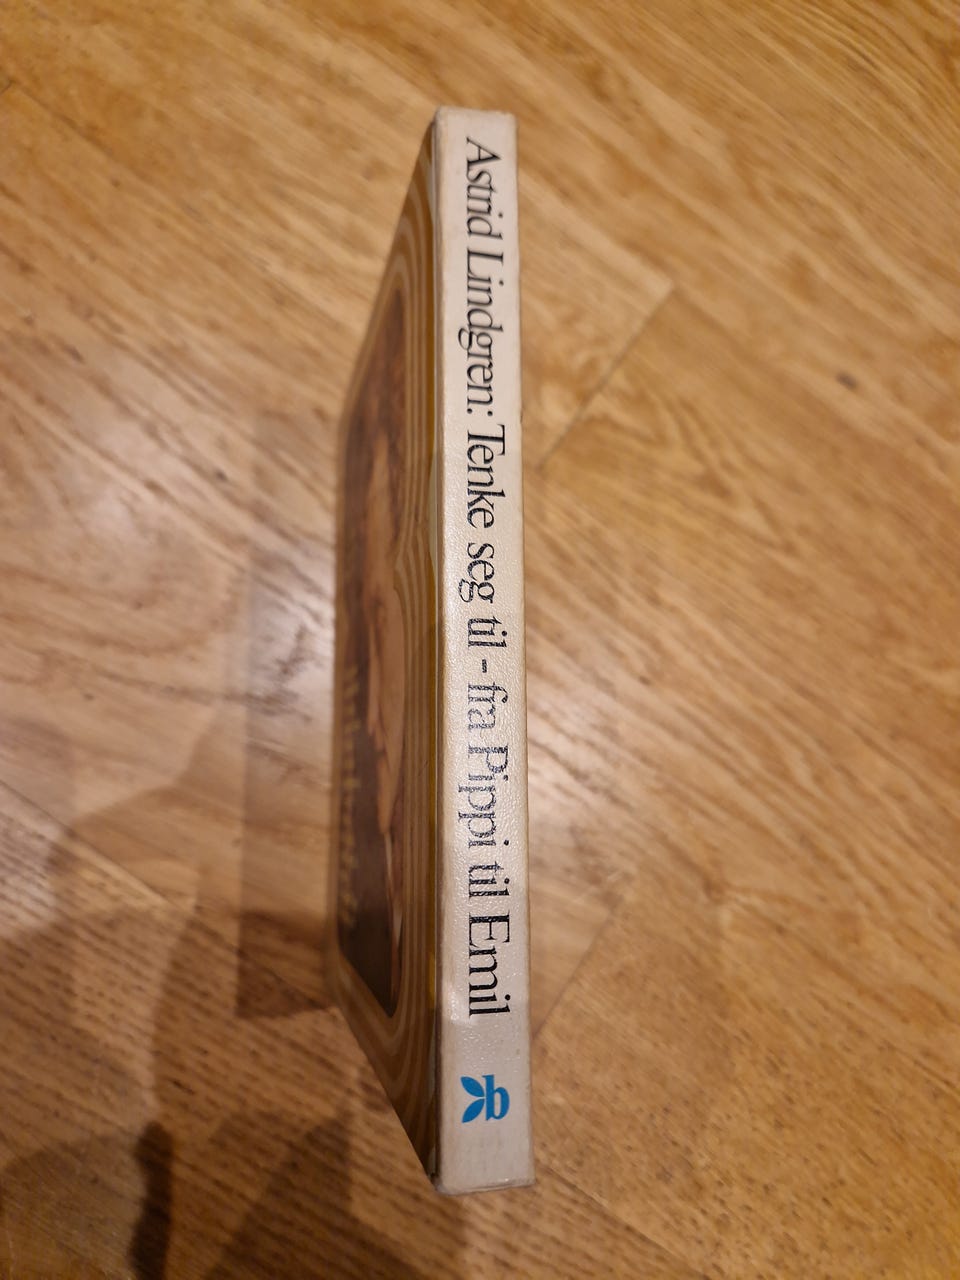 Astrid Lindgren: Tenke seg til - fra Pippi til Emil